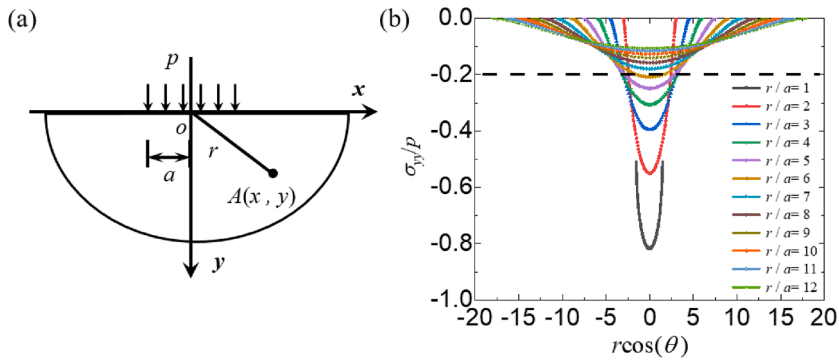 (a)
p
x
o
r
a
A(x , y)
y
(b)
0.0
-0.2
-0.4
-0.6
-0.8
-1.0
σyy/p
r / a= 1
r / a= 2
r / a= 3
r / a= 4
r / a= 5
r / a= 6
r / a= 7
r / a= 8
r / a= 9
r / a= 10
r / a= 11
r / a= 12
-20 -15 -10 -5 0 5 10 15 20
rcos(θ)